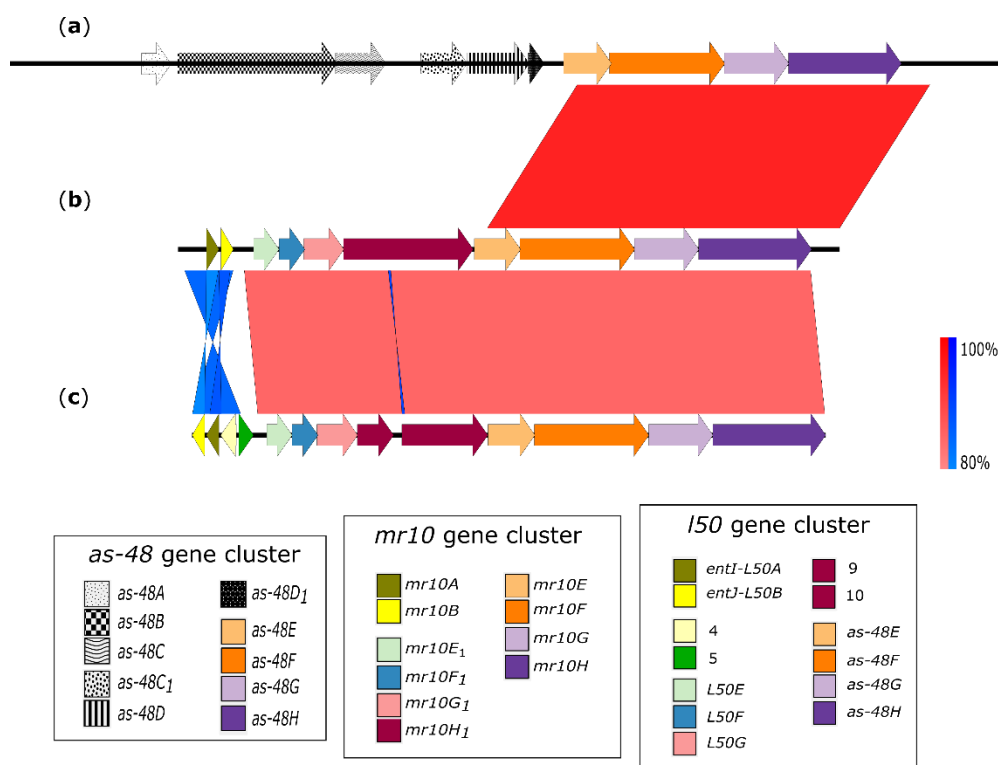 (a)
(b)
(c)
100%
80%
as-48 gene cluster
as-48A
as-48B
as-48C
as-48C1
as-48D
as-48D1
as-48E
as-48F
as-48G
as-48H
mr10 gene cluster
mr10A
mr10B
mr10E1
mr10F1
mr10G1
mr10H1
mr10E
mr10F
mr10G
mr10H
l50 gene cluster
entI-L50A
entJ-L50B
4
5
L50E
L50F
L50G
9
10
as-48E
as-48F
as-48G
as-48H